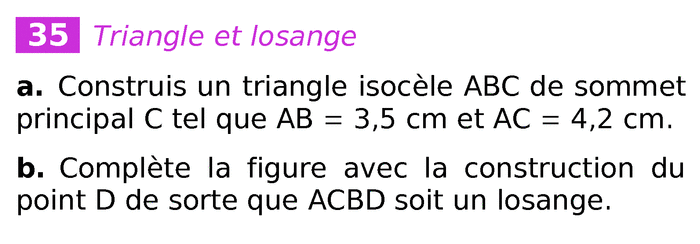 35 Triangle et losange
a. Construis un triangle isocèle ABC de sommet
principal C tel que AB = 3,5 cm et AC = 4,2 cm.
b. Complète la figure avec la construction du
point D de sorte que ACBD soit un losange.